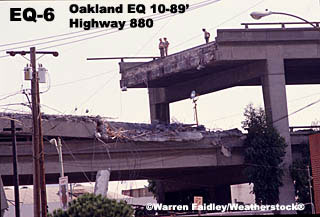 EQ-6
Oakland EQ 10-89’
Highway 880
©Warren Faidley/Weatherstock®